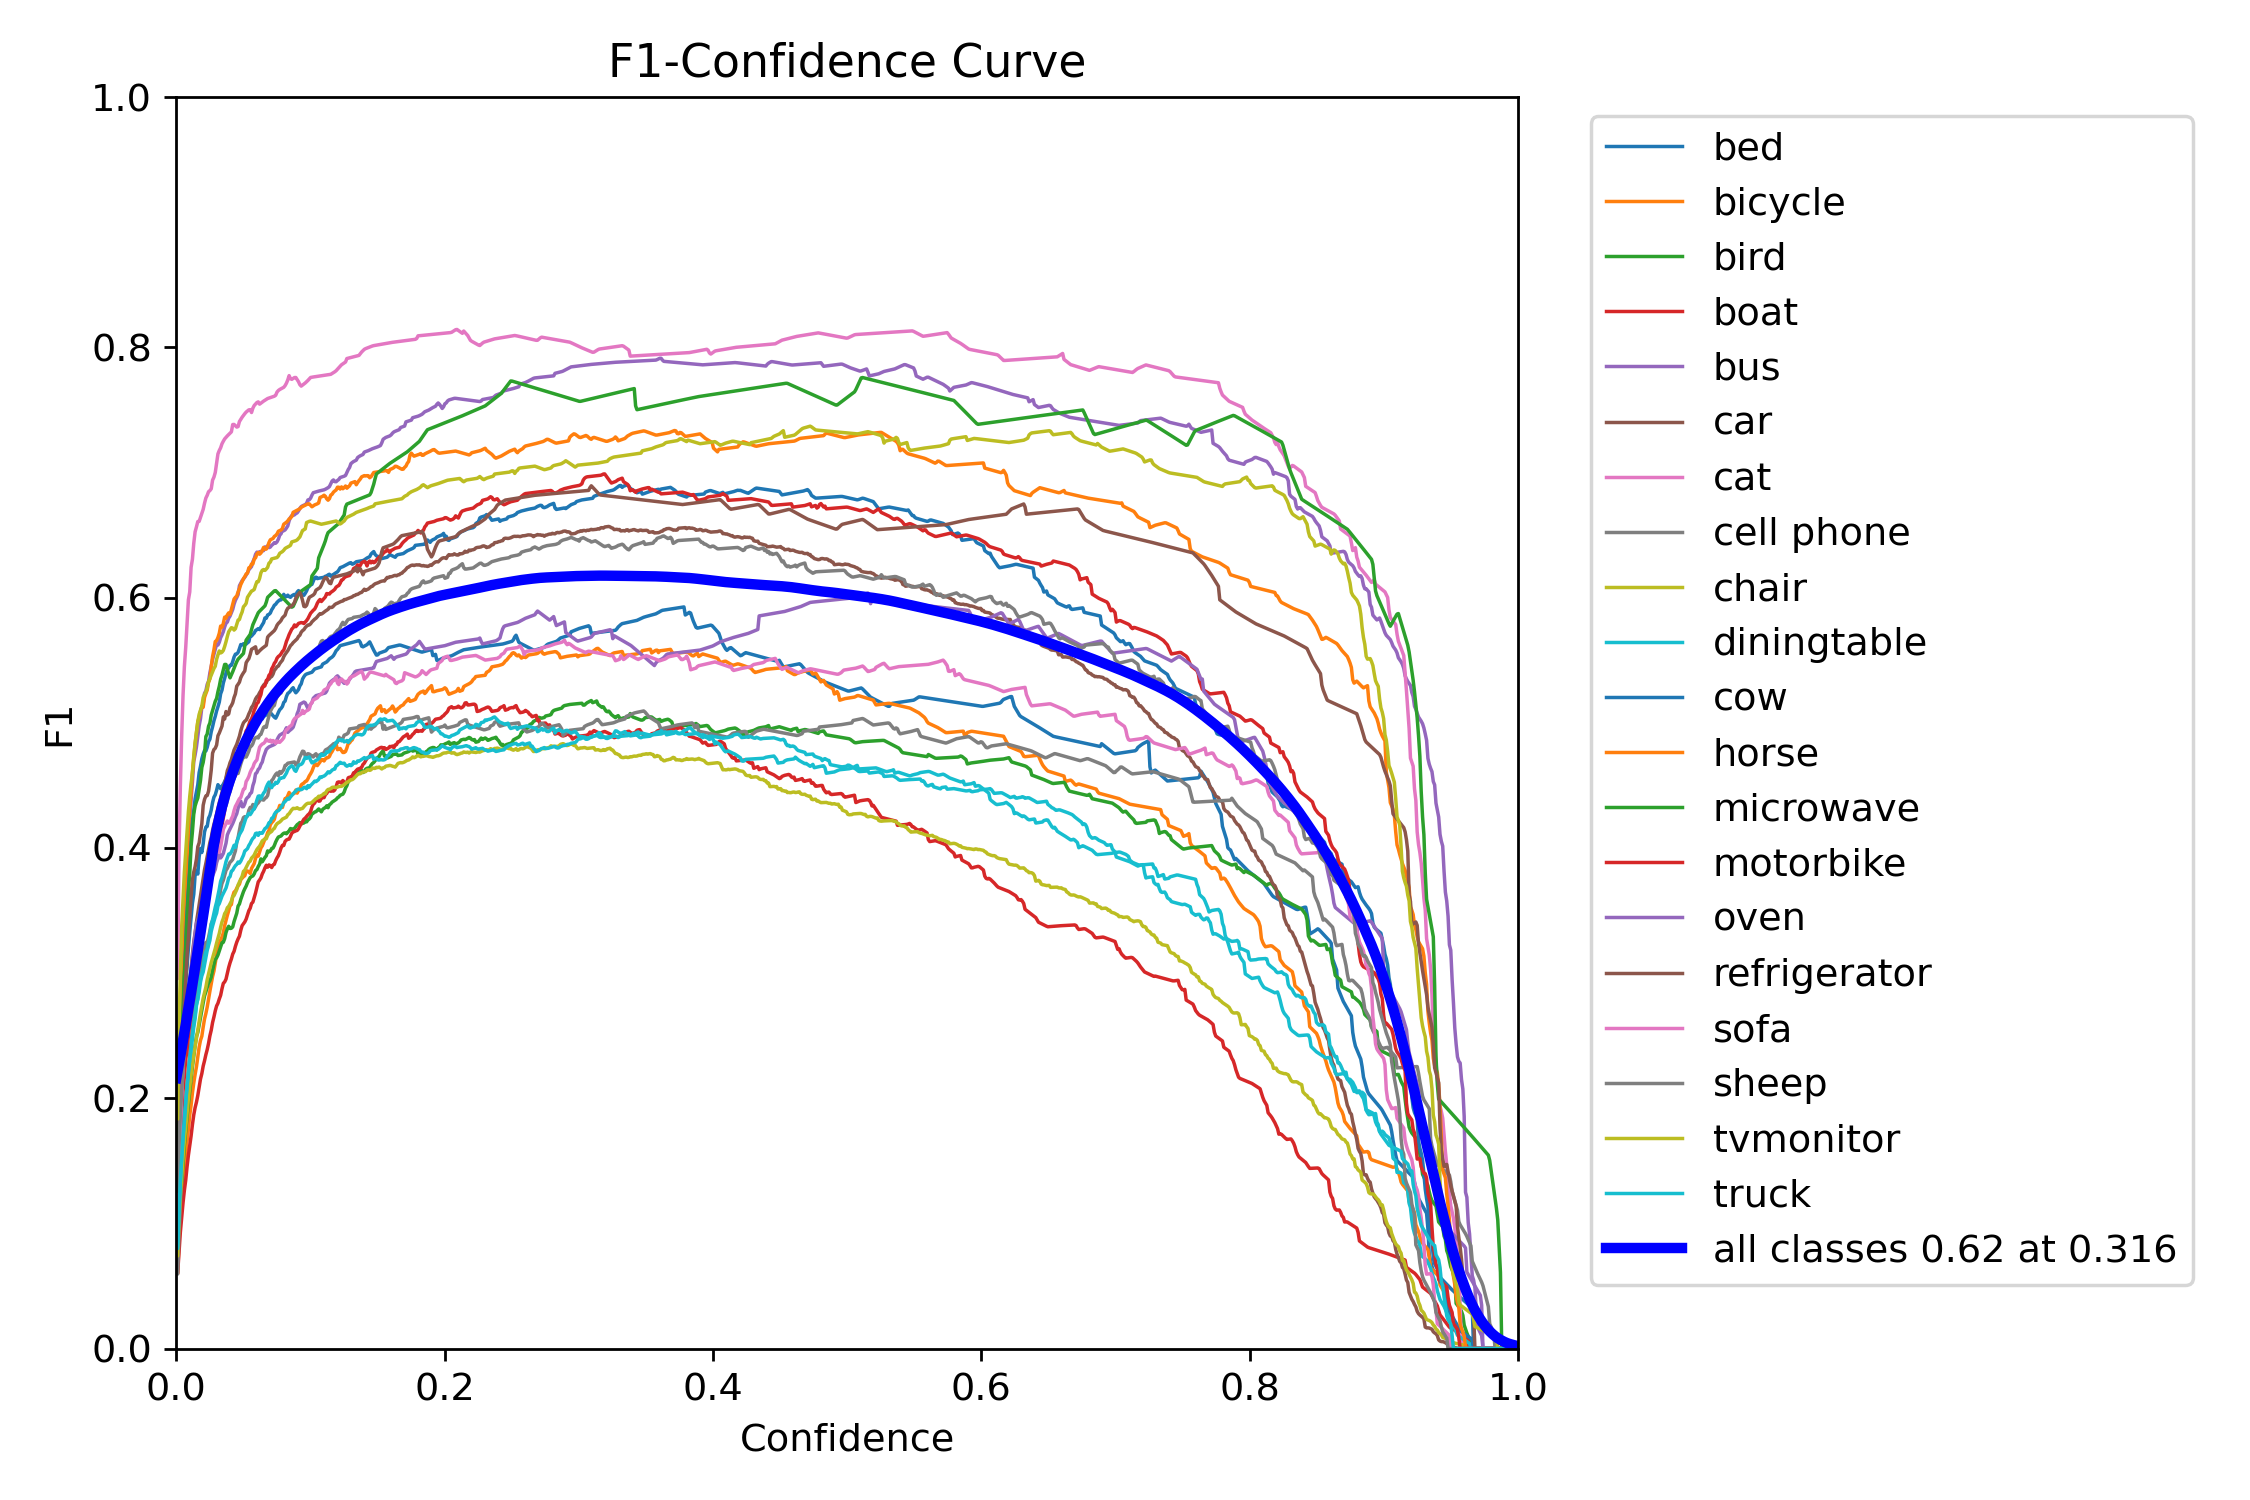 F1-Confidence Curve
1.0
0.8
0.6
0.4
0.2
0.0
F1
0.0 0.2 0.4 0.6 0.8 1.0
Confidence
bed
bicycle
bird
boat
bus
car
cat
cell phone
chair
diningtable
cow
horse
microwave
motorbike
oven
refrigerator
sofa
sheep
tvmonitor
truck
all classes 0.62 at 0.316